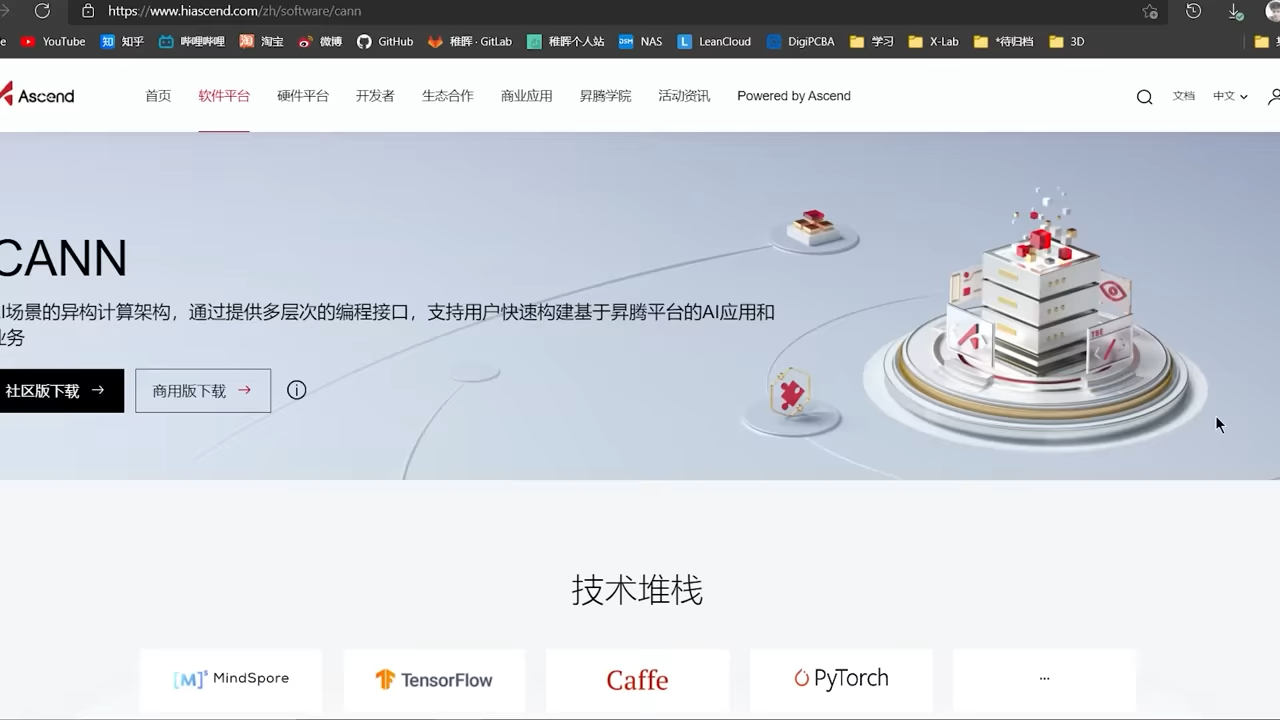 https://www.hiascend.com/zh/software/cann
YouTube 知 知乎 哔哩哔哩 淘 淘宝 微博 GitHub 稚晖 · GitLab 稚晖个人站 DSM NAS L LeanCloud DigiPCBA 学习 X-Lab *待归档 3D
Ascend 首页 软件平台 硬件平台 开发者 生态合作 商业应用 昇腾学院 活动资讯 Powered by Ascend 文档 中文
CANN
I场景的异构计算架构，通过提供多层次的编程接口，支持用户快速构建基于昇腾平台的AI应用和
业务
社区版下载 → 商用版下载 →
技术堆栈
[M]s MindSpore TensorFlow Caffe PyTorch ...